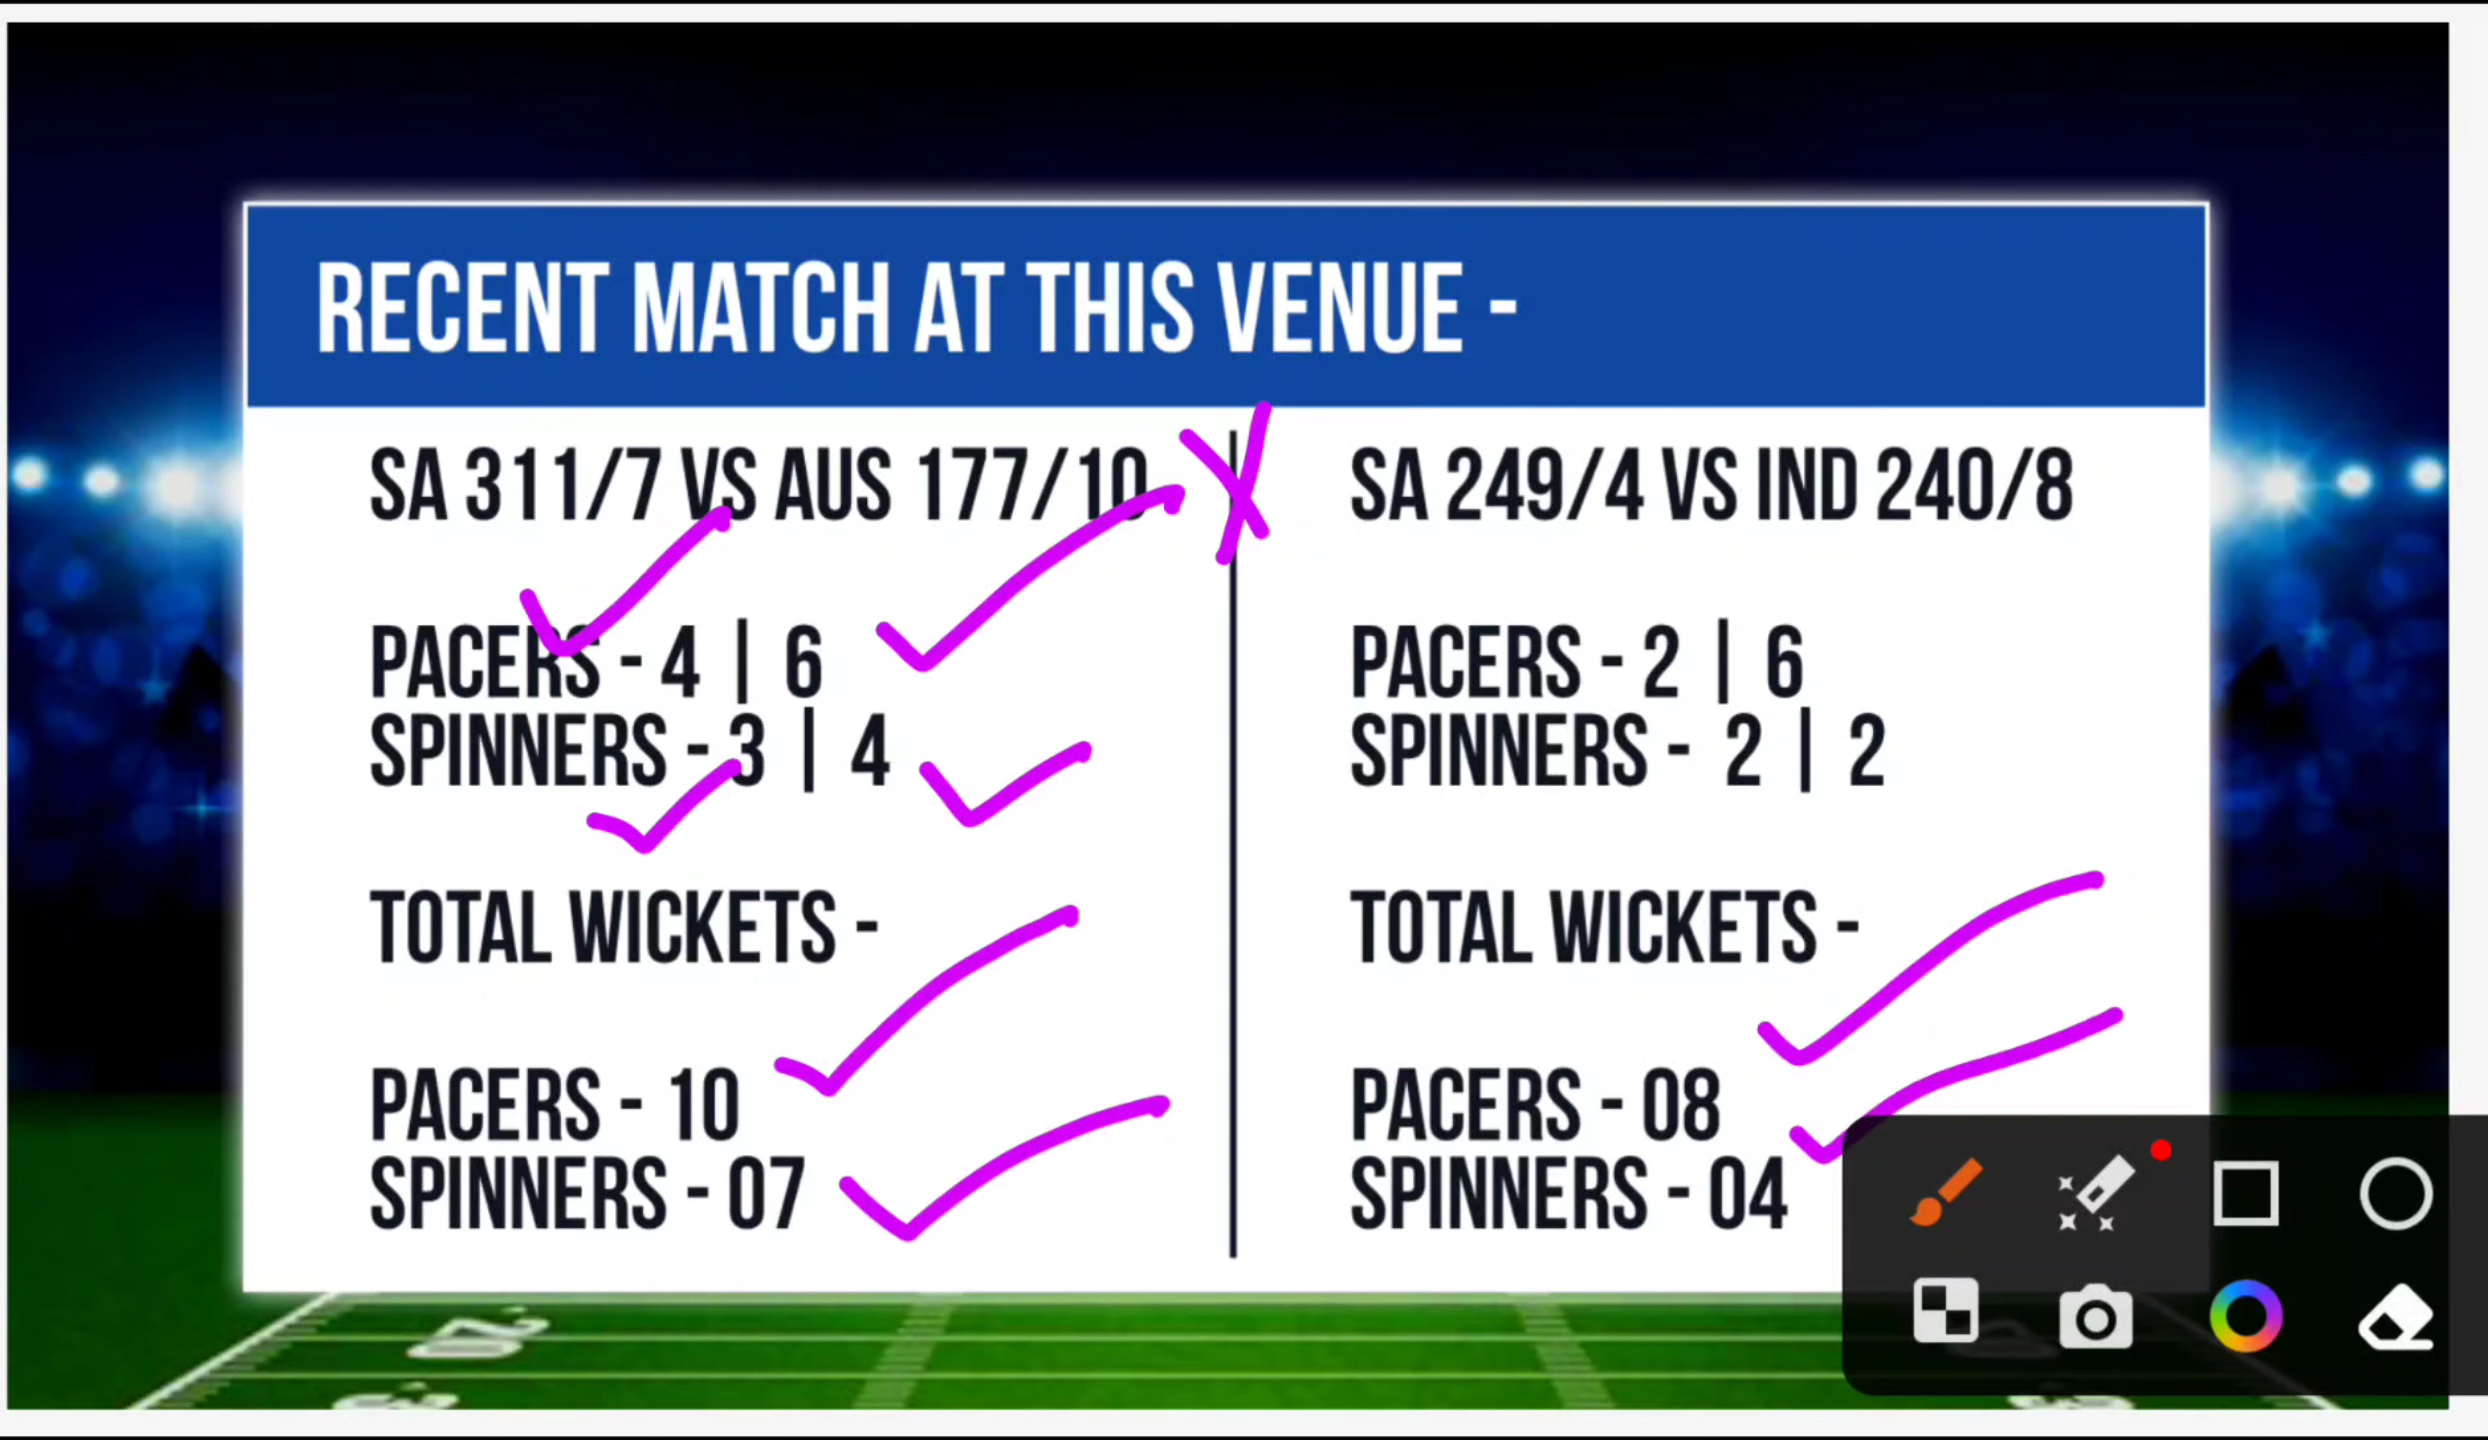 RECENT MATCH AT THIS VENUE -
SA 311/7 VS AUS 177/10
PACERS - 4 | 6
SPINNERS - 3 | 4
TOTAL WICKETS -
PACERS - 10
SPINNERS - 07
SA 249/4 VS IND 240/8
PACERS - 2 | 6
SPINNERS - 2 | 2
TOTAL WICKETS -
PACERS - 08
SPINNERS - 04